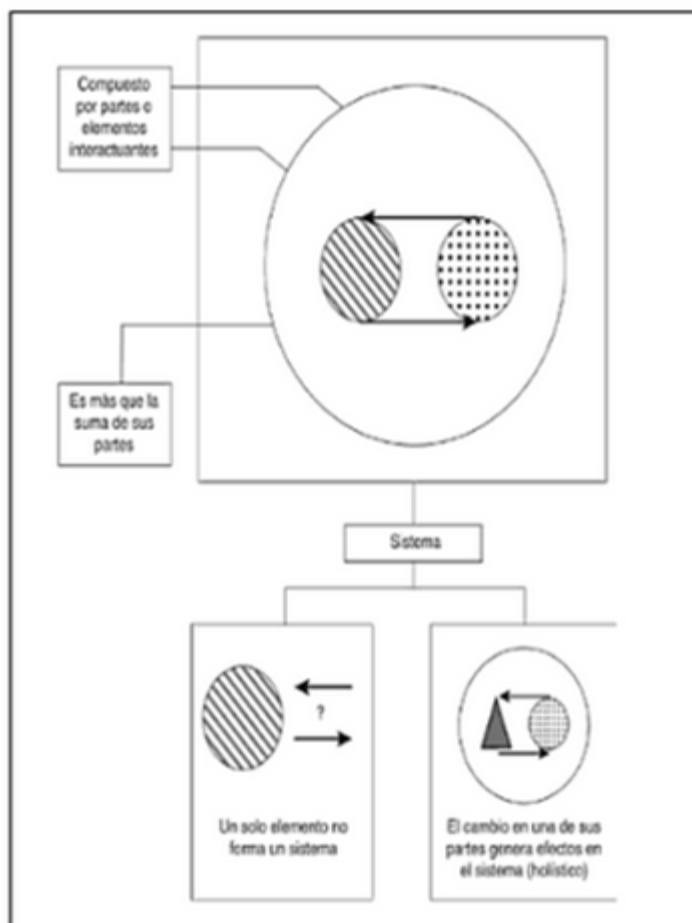 Compuesto
por partes o
elementos
interactuantes
Es más que la
suma de sus
partes
Sistema
?
Un solo elemento no
forma un sistema
El cambio en una de sus
partes genera efectos en
el sistema (holístico)